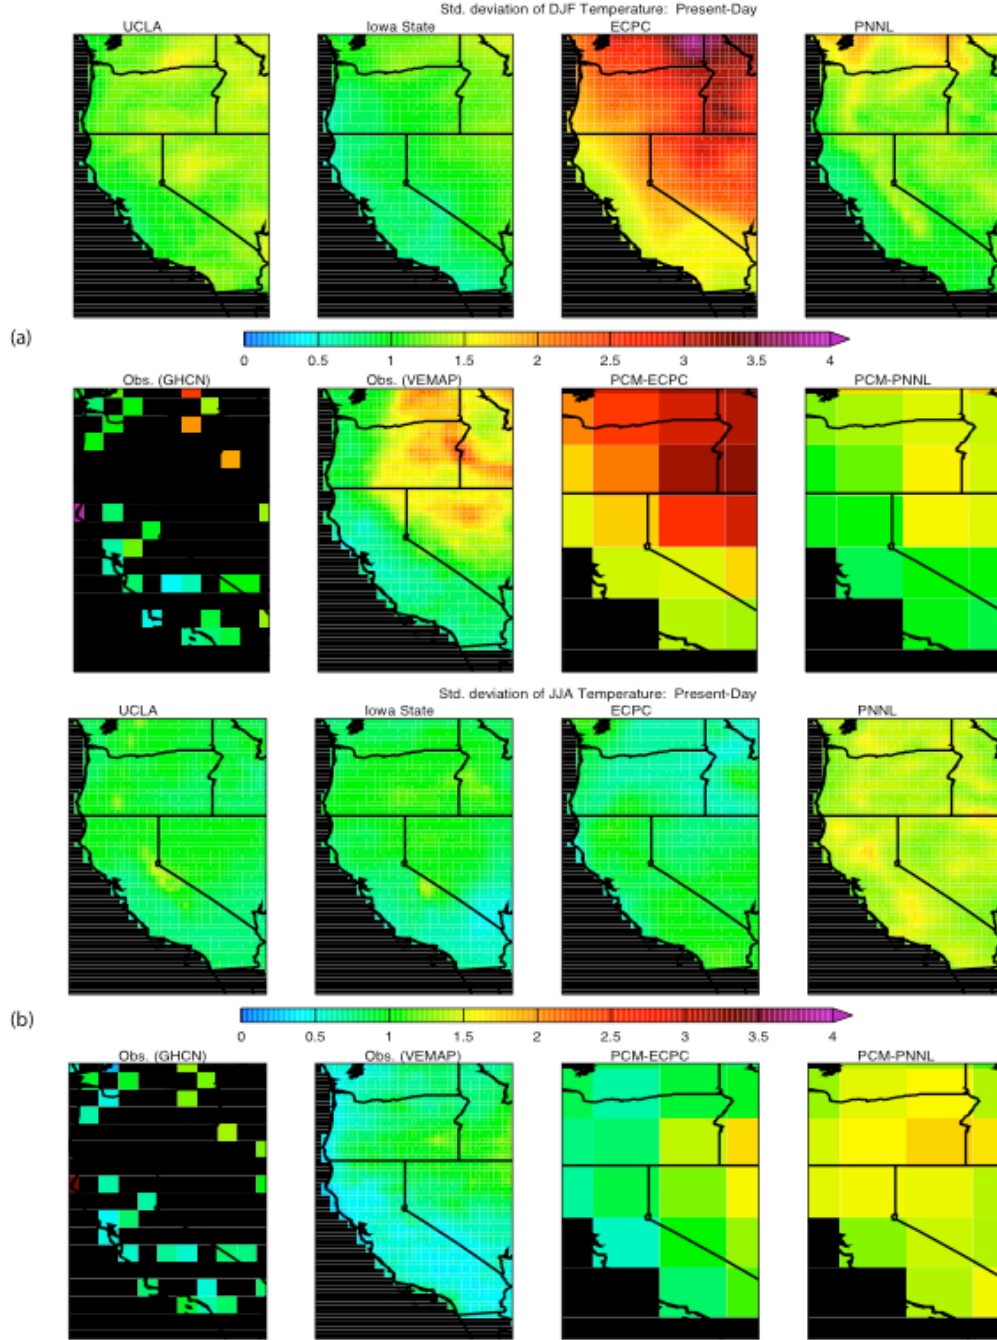 Std. deviation of DJF Temperature: Present-Day
UCLA Iowa State ECPC PNNL
(a)
0 0.5 1 1.5 2 2.5 3 3.5 4
Obs. (GHCN) Obs. (VEMAP) PCM-ECPC PCM-PNNL
Std. deviation of JJA Temperature: Present-Day
UCLA Iowa State ECPC PNNL
(b)
0 0.5 1 1.5 2 2.5 3 3.5 4
Obs. (GHCN) Obs. (VEMAP) PCM-ECPC PCM-PNNL